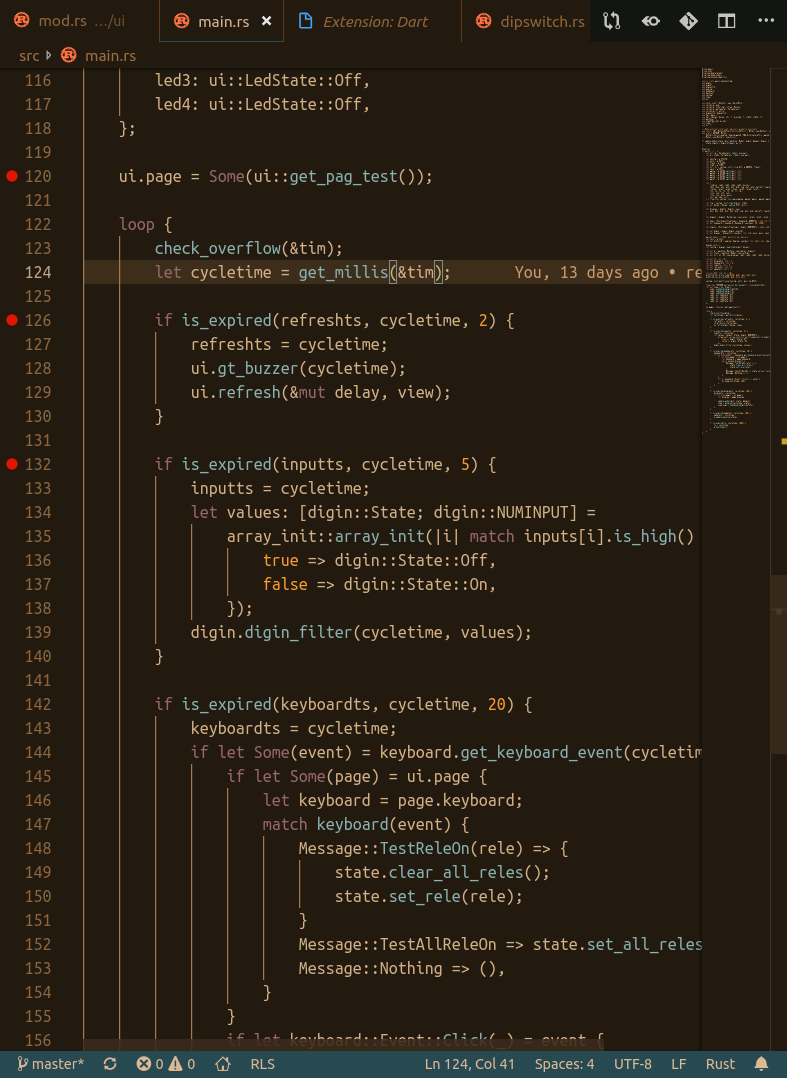 mod.rs .../ui main.rs × Extension: Dart dipswitch.rs
src main.rs
116 led3: ui::LedState::Off,
117 led4: ui::LedState::Off,
118 };
119
120 ui.page = Some(ui::get_pag_test());
121
122 loop {
123 check_overflow(&tim);
124 let cycletime = get_millis(&tim); You, 13 days ago • re
125
126 if is_expired(refreshts, cycletime, 2) {
127 refreshts = cycletime;
128 ui.gt_buzzer(cycletime);
129 ui.refresh(&mut delay, view);
130 }
131
132 if is_expired(inputts, cycletime, 5) {
133 inputts = cycletime;
134 let values: [digin::State; digin::NUMINPUT] =
135 array_init::array_init(|i| match inputs[i].is_high()
136 true => digin::State::Off,
137 false => digin::State::On,
138 });
139 digin.digin_filter(cycletime, values);
140 }
141
142 if is_expired(keyboardts, cycletime, 20) {
143 keyboardts = cycletime;
144 if let Some(event) = keyboard.get_keyboard_event(cycletim
145 if let Some(page) = ui.page {
146 let keyboard = page.keyboard;
147 match keyboard(event) {
148 Message::TestReleOn(rele) => {
149 state.clear_all_reles();
150 state.set_rele(rele);
151 }
152 Message::TestAllReleOn => state.set_all_reles
153 Message::Nothing => (),
154 }
155 }
156 if let keyboard::Event::Click(_) = event {
master* 0 0 RLS Ln 124, Col 41 Spaces: 4 UTF-8 LF Rust